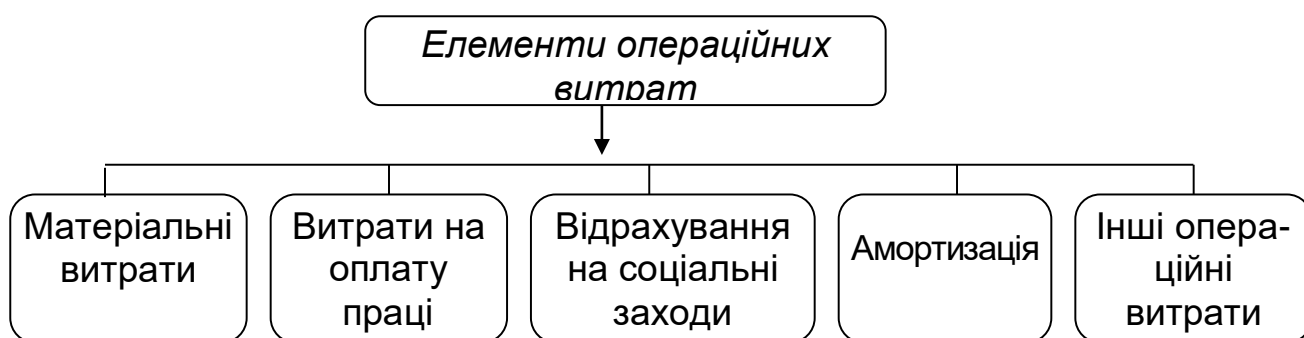 Елементи операційних
витрат
Матеріальні
витрати
Витрати на
оплату
праці
Відрахування
на соціальні
заходи
Амортизація
Інші опера-
ційні
витрати